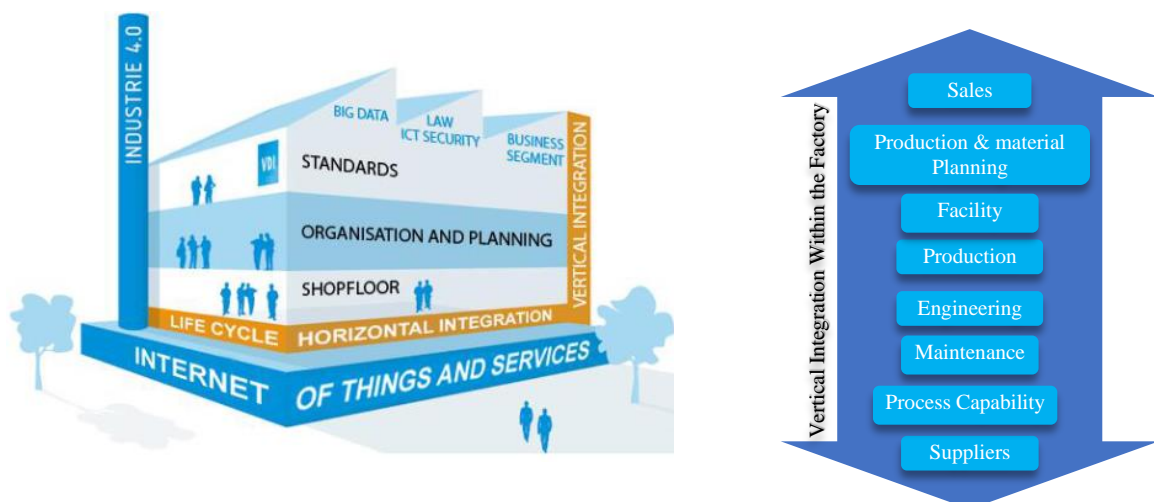 INDUSTRIE 4.0
BIG DATA
LAW
ICT SECURITY
BUSINESS
SEGMENT
VDI
STANDARDS
ORGANISATION AND PLANNING
SHOPFLOOR
VERTICAL INTEGRATION
LIFE CYCLE
HORIZONTAL INTEGRATION
INTERNET
OF THINGS AND SERVICES
Vertical Integration Within the Factory
Sales
Production & material
Planning
Facility
Production
Engineering
Maintenance
Process Capability
Suppliers